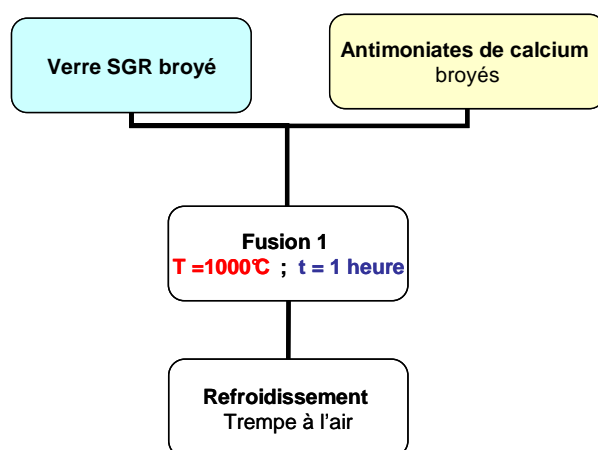 Verre SGR broyé
Antimoniates de calcium
broyés
Fusion 1
T =1000°C ; t = 1 heure
Refroidissement
Trempe à l’air